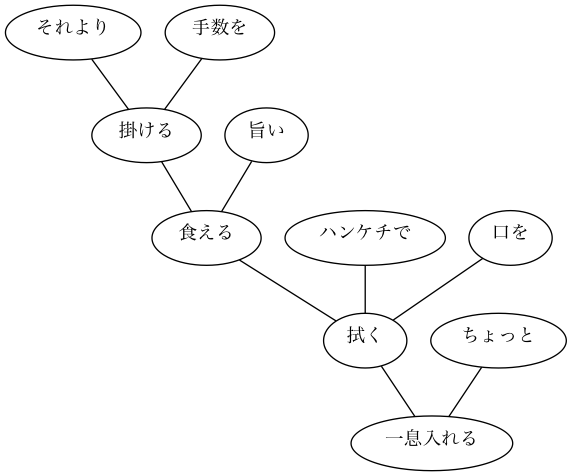 それより
手数を
掛ける
旨い
食える
ハンケチで
口を
拭く
ちょっと
一息入れる